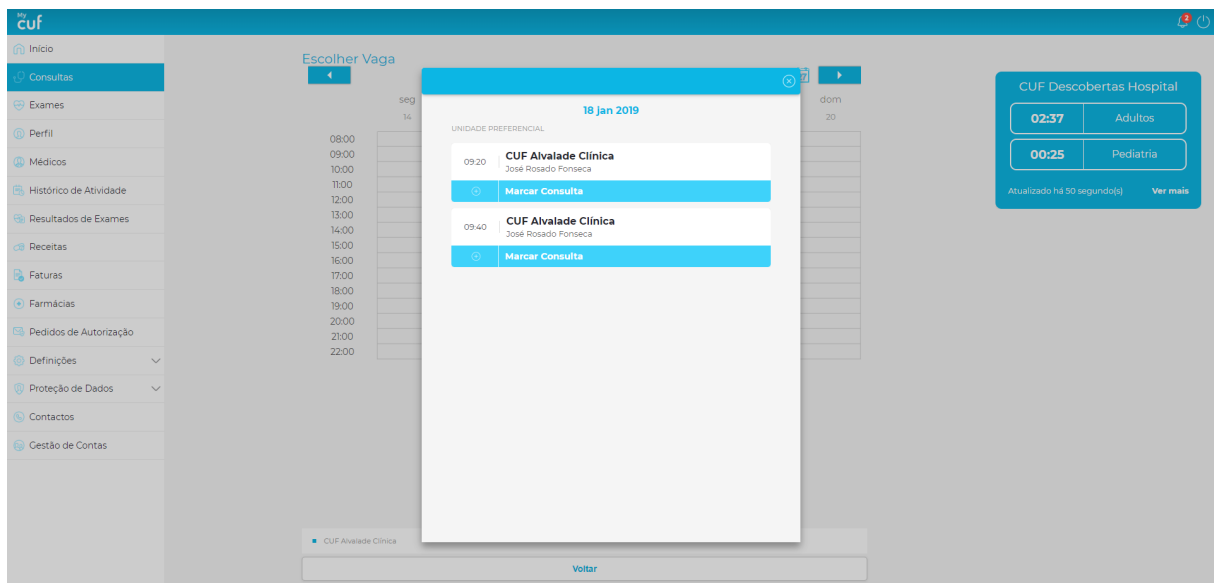 My
cuf
2
Início
Consultas
Exames
Perfil
Médicos
Histórico de Atividade
Resultados de Exames
Receitas
Faturas
Farmácias
Pedidos de Autorização
Definições
Proteção de Dados
Contactos
Gestão de Contas
Escolher Vaga
seg
14
dom
20
08:00
09:00
10:00
11:00
12:00
13:00
14:00
15:00
16:00
17:00
18:00
19:00
20:00
21:00
22:00
18 jan 2019
UNIDADE PREFERENCIAL
09:20 CUF Alvalade Clínica
José Rosado Fonseca
Marcar Consulta
09:40 CUF Alvalade Clínica
José Rosado Fonseca
Marcar Consulta
CUF Alvalade Clínica
Voltar
CUF Descobertas Hospital
02:37 Adultos
00:25 Pediatria
Atualizado há 50 segundo(s) Ver mais